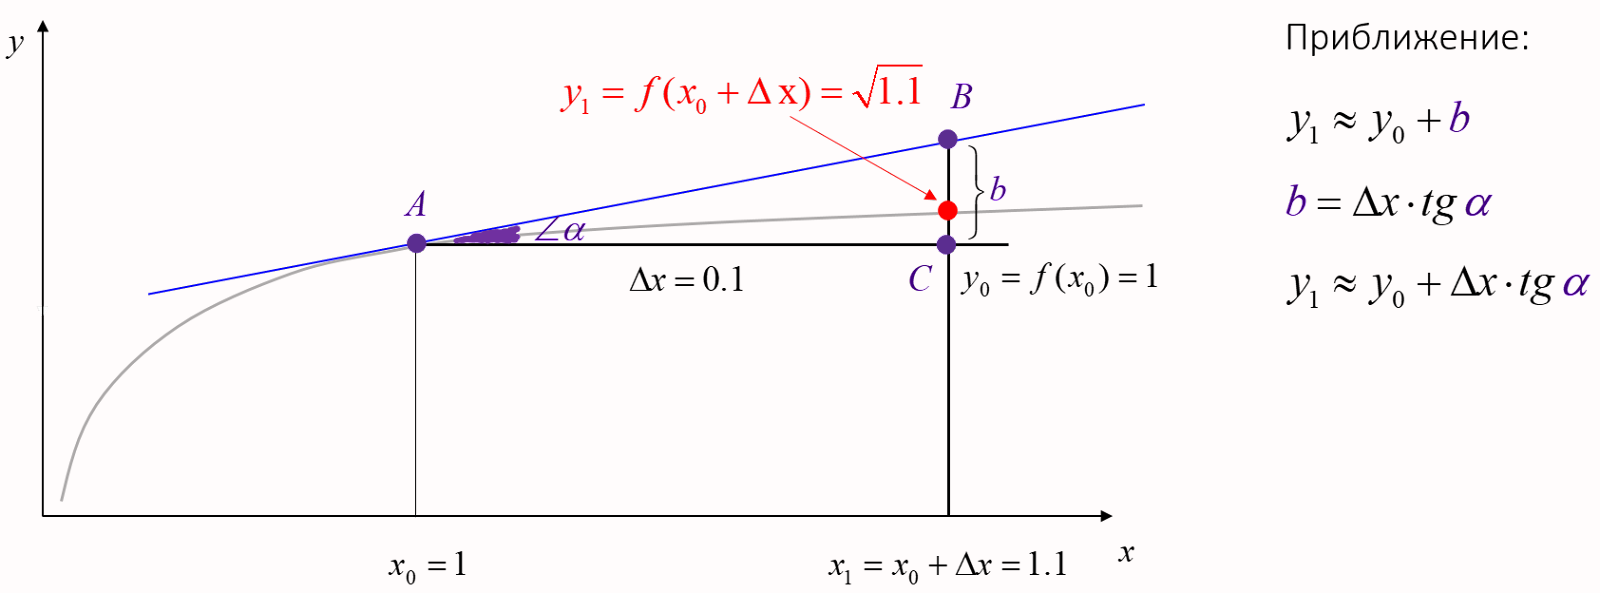 y
y₁ = f(x₀ + Δx) = √1.1
B
A
∠α
b
Δx = 0.1
C
y₀ = f(x₀) = 1
x₀ = 1
x₁ = x₀ + Δx = 1.1
x
Приближение:
y₁ ≈ y₀ + b
b = Δx · tg α
y₁ ≈ y₀ + Δx · tg α